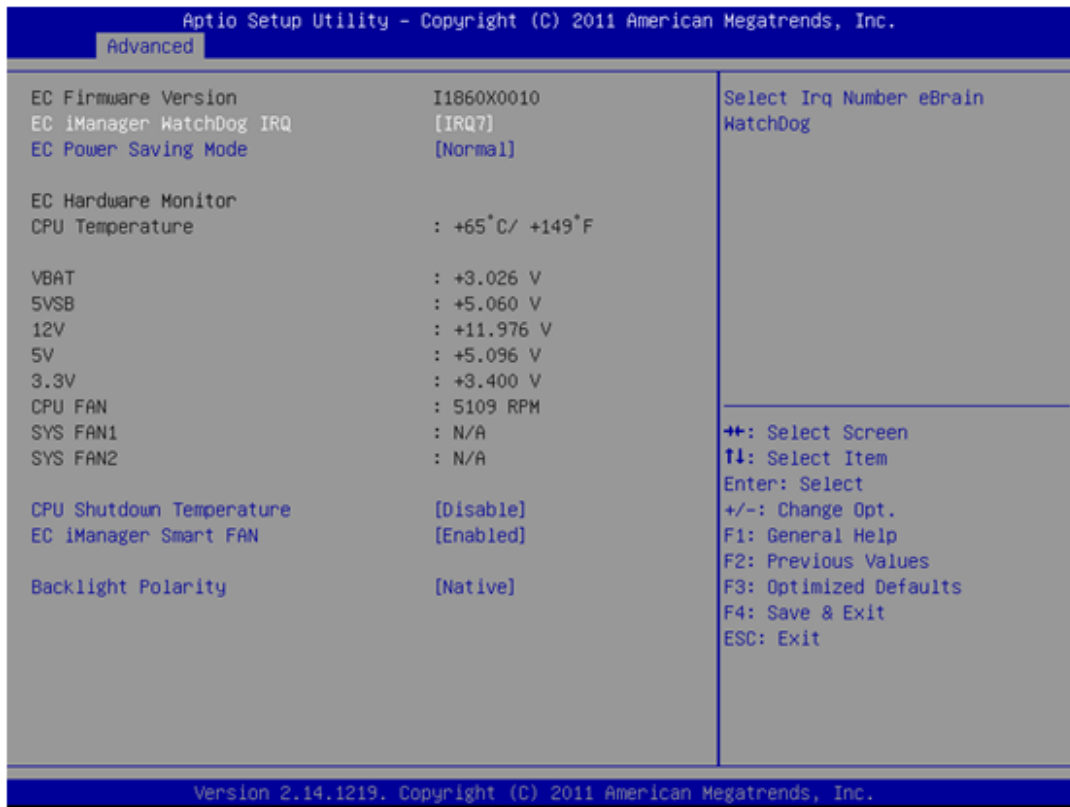 Aptio Setup Utility – Copyright (C) 2011 American Megatrends, Inc.
Advanced
EC Firmware Version I1860X0010
EC iManager WatchDog IRQ [IRQ7]
EC Power Saving Mode [Normal]
EC Hardware Monitor
CPU Temperature : +65°C/ +149°F
VBAT : +3.026 V
5VSB : +5.060 V
12V : +11.976 V
5V : +5.096 V
3.3V : +3.400 V
CPU FAN : 5109 RPM
SYS FAN1 : N/A
SYS FAN2 : N/A
CPU Shutdown Temperature [Disable]
EC iManager Smart FAN [Enabled]
Backlight Polarity [Native]
Select Irq Number eBrain
WatchDog
→←: Select Screen
↑↓: Select Item
Enter: Select
+/-: Change Opt.
F1: General Help
F2: Previous Values
F3: Optimized Defaults
F4: Save & Exit
ESC: Exit
Version 2.14.1219. Copyright (C) 2011 American Megatrends, Inc.